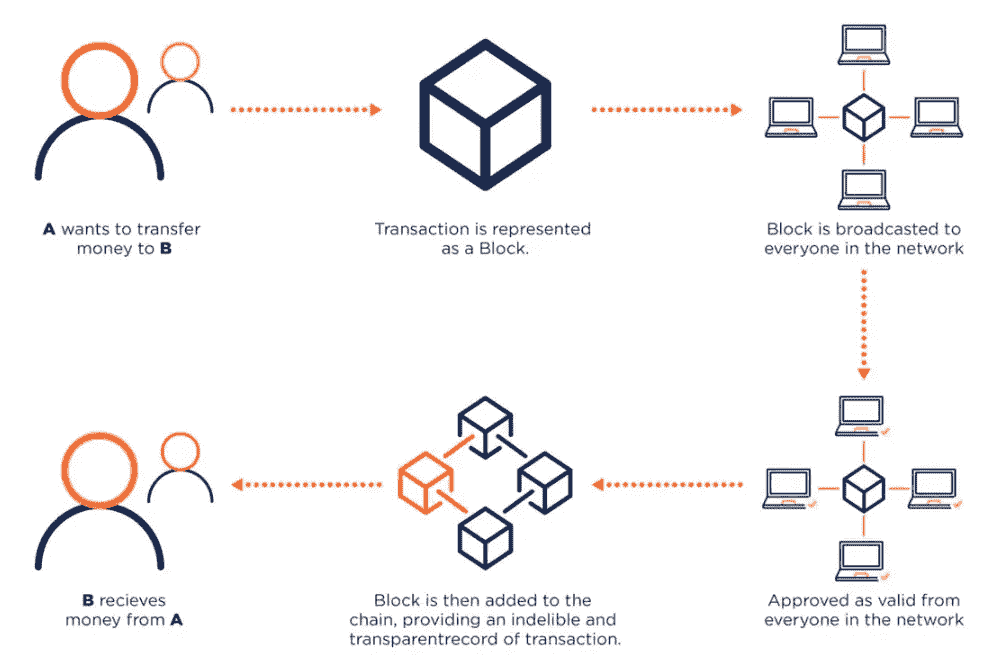 A wants to transfer
money to B
Transaction is represented
as a Block.
Block is broadcasted to
everyone in the network
Approved as valid from
everyone in the network
Block is then added to the
chain, providing an indelible and
transparentrecord of transaction.
B recieves
money from A